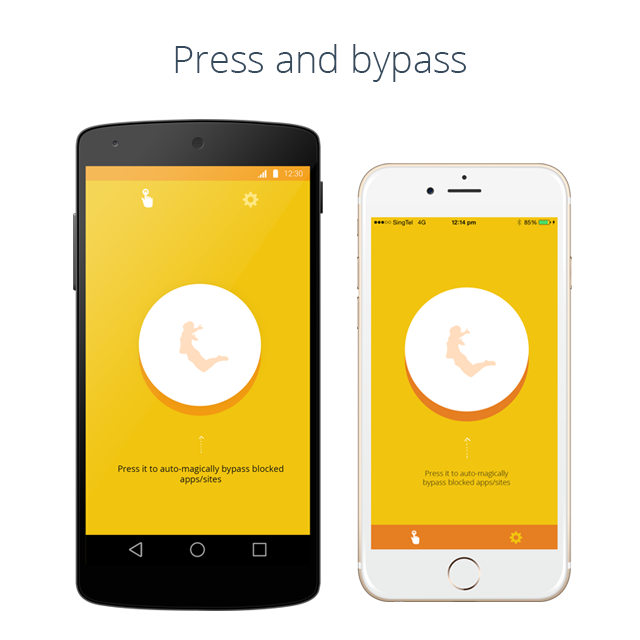 Press and bypass
12:30
Press it to auto-magically bypass blocked
apps/sites
SingTel 4G 12:14 pm 85%
Press it to auto-magically
bypass blocked apps/sites